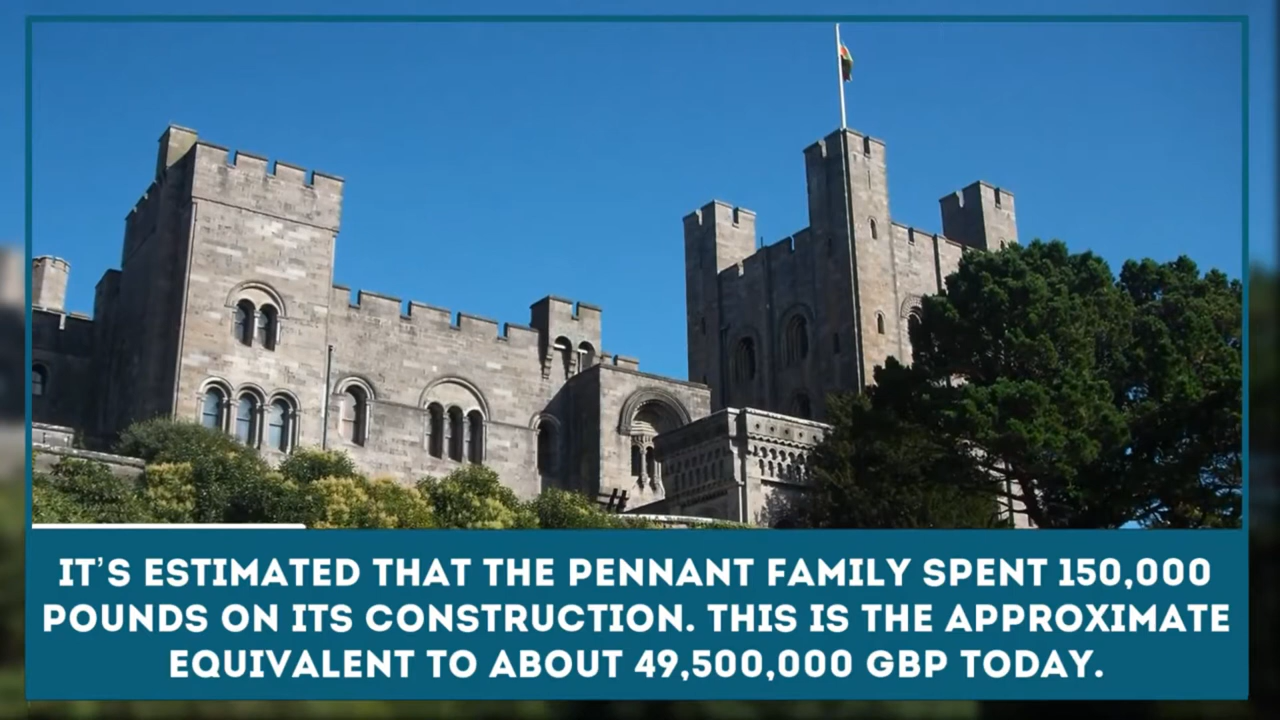 IT'S ESTIMATED THAT THE PENNANT FAMILY SPENT 150,000
POUNDS ON ITS CONSTRUCTION. THIS IS THE APPROXIMATE
EQUIVALENT TO ABOUT 49,500,000 GBP TODAY.